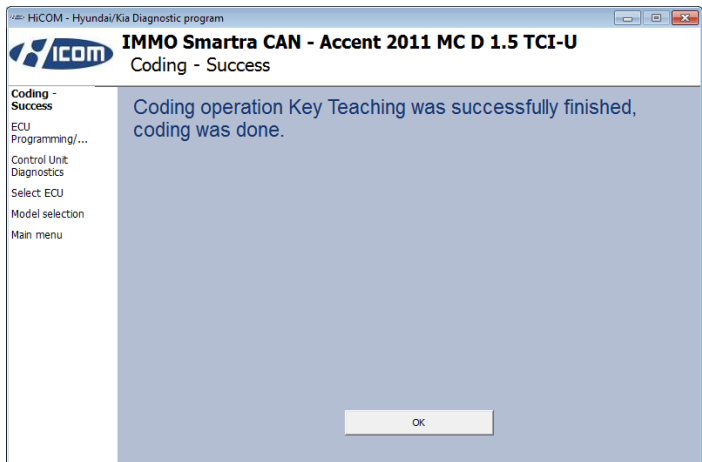 HiCOM - Hyundai/Kia Diagnostic program
HICOM
IMMO Smartra CAN - Accent 2011 MC D 1.5 TCI-U
Coding - Success
Coding -
Success
ECU
Programming/...
Control Unit
Diagnostics
Select ECU
Model selection
Main menu
Coding operation Key Teaching was successfully finished,
coding was done.
OK